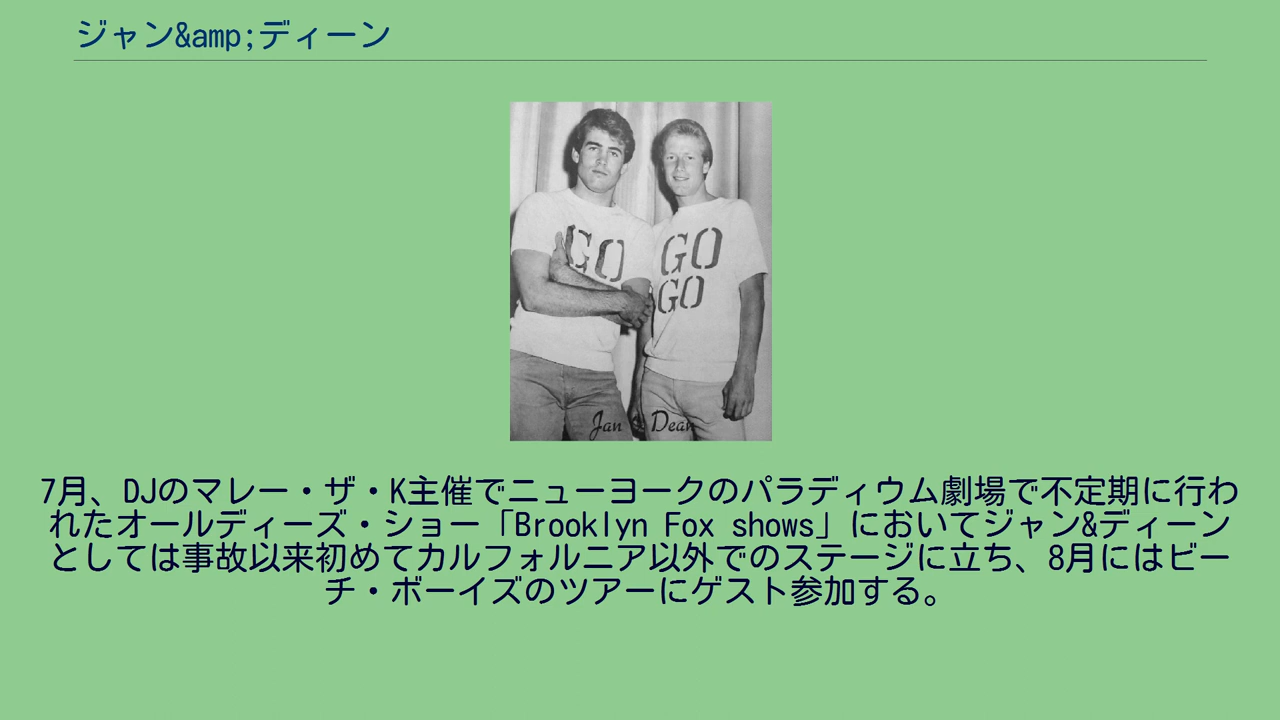 ジャン&amp;ディーン
GO
GO
GO
Jan & Dean
7月、DJのマレー・ザ・K主催でニューヨークのパラディウム劇場で不定期に行わ
れたオールディーズ・ショー「Brooklyn Fox shows」においてジャン&ディーン
としては事故以来初めてカルフォルニア以外でのステージに立ち、8月にはビー
チ・ボーイズのツアーにゲスト参加する。